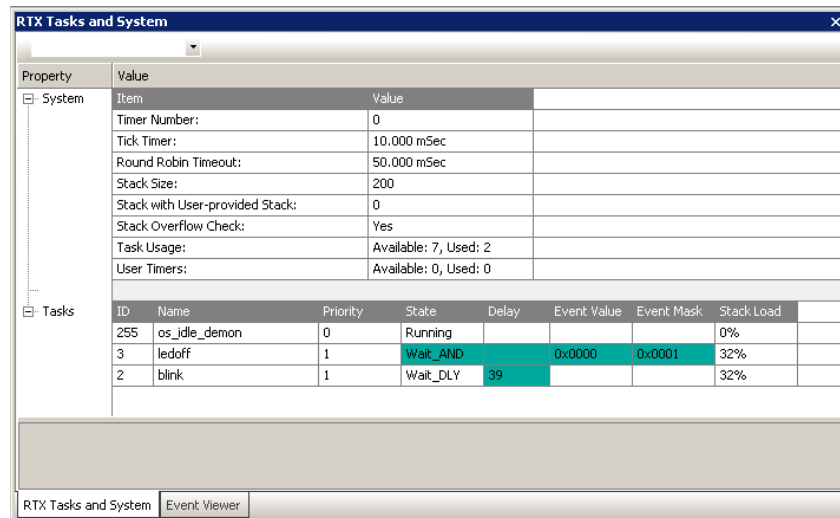 RTX Tasks and System
Property Value
System Item Value
Timer Number: 0
Tick Timer: 10.000 mSec
Round Robin Timeout: 50.000 mSec
Stack Size: 200
Stack with User-provided Stack: 0
Stack Overflow Check: Yes
Task Usage: Available: 7, Used: 2
User Timers: Available: 0, Used: 0
Tasks ID Name Priority State Delay Event Value Event Mask Stack Load
255 os_idle_demon 0 Running 0%
3 ledoff 1 Wait_AND 0x0000 0x0001 32%
2 blink 1 Wait_DLY 39 32%
RTX Tasks and System Event Viewer